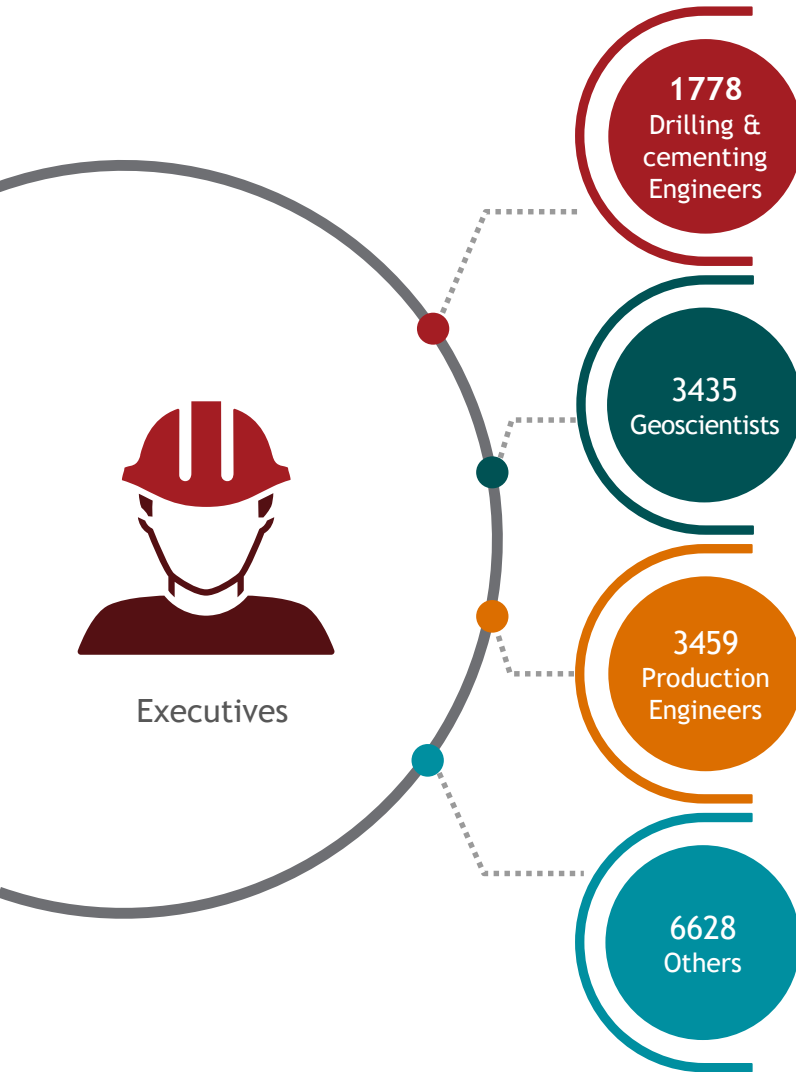 1778
Drilling &
cementing
Engineers
3435
Geoscientists
3459
Production
Engineers
Executives
6628
Others